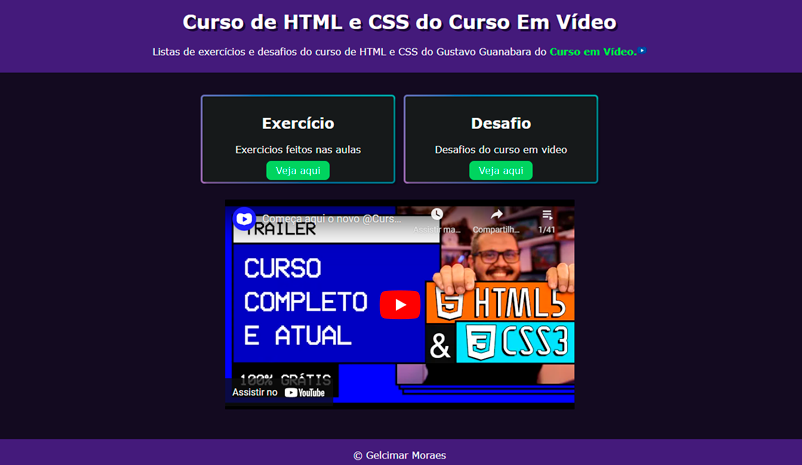 Curso de HTML e CSS do Curso Em Vídeo
Listas de exercícios e desafios do curso de HTML e CSS do Gustavo Guanabara do Curso em Vídeo.
Exercício
Exercicios feitos nas aulas
Veja aqui
Desafio
Desafios do curso em video
Veja aqui
Começa aqui o novo @Curs...
Assistir ma...
Compartilh...
1/41
TRAILER
CURSO
COMPLETO
E ATUAL
HTML5
& CSS3
100% GRÁTIS
Assistir no YouTube
© Gelcimar Moraes